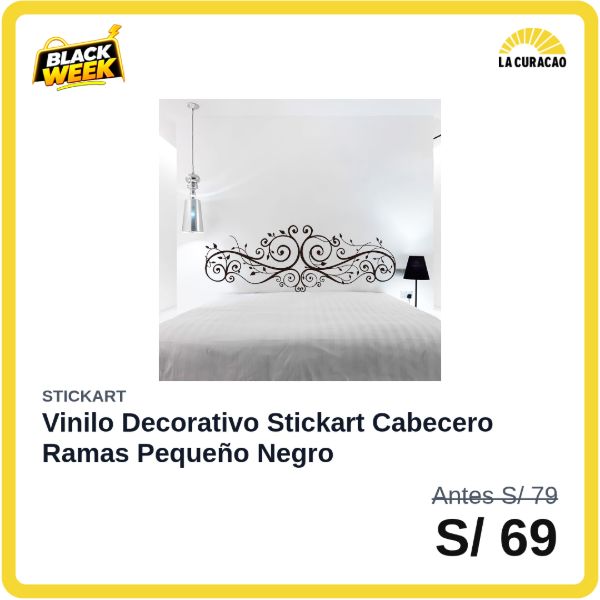 BLACK
WEEK
LA CURACAO
STICKART
Vinilo Decorativo Stickart Cabecero
Ramas Pequeño Negro
Antes S/ 79
S/ 69